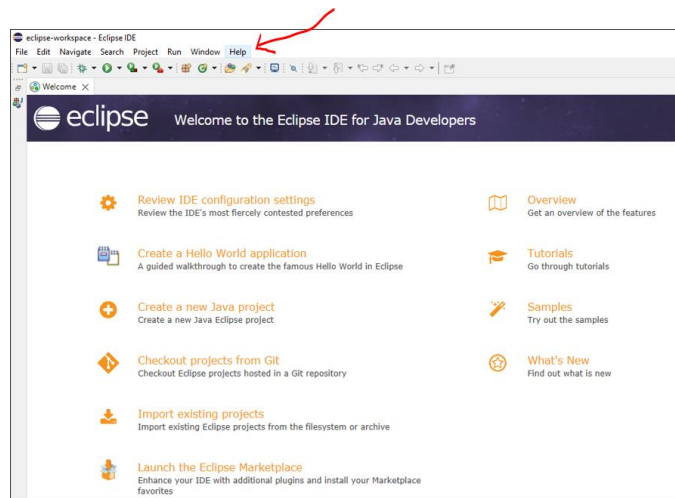 eclipse-workspace - Eclipse IDE
File Edit Navigate Search Project Run Window Help
Welcome
eclipse Welcome to the Eclipse IDE for Java Developers
Review IDE configuration settings
Review the IDE's most fiercely contested preferences
Overview
Get an overview of the features
Create a Hello World application
A guided walkthrough to create the famous Hello World in Eclipse
Tutorials
Go through tutorials
Create a new Java project
Create a new Java Eclipse project
Samples
Try out the samples
Checkout projects from Git
Checkout Eclipse projects hosted in a Git repository
What's New
Find out what is new
Import existing projects
Import existing Eclipse projects from the filesystem or archive
Launch the Eclipse Marketplace
Enhance your IDE with additional plugins and install your Marketplace
favorites